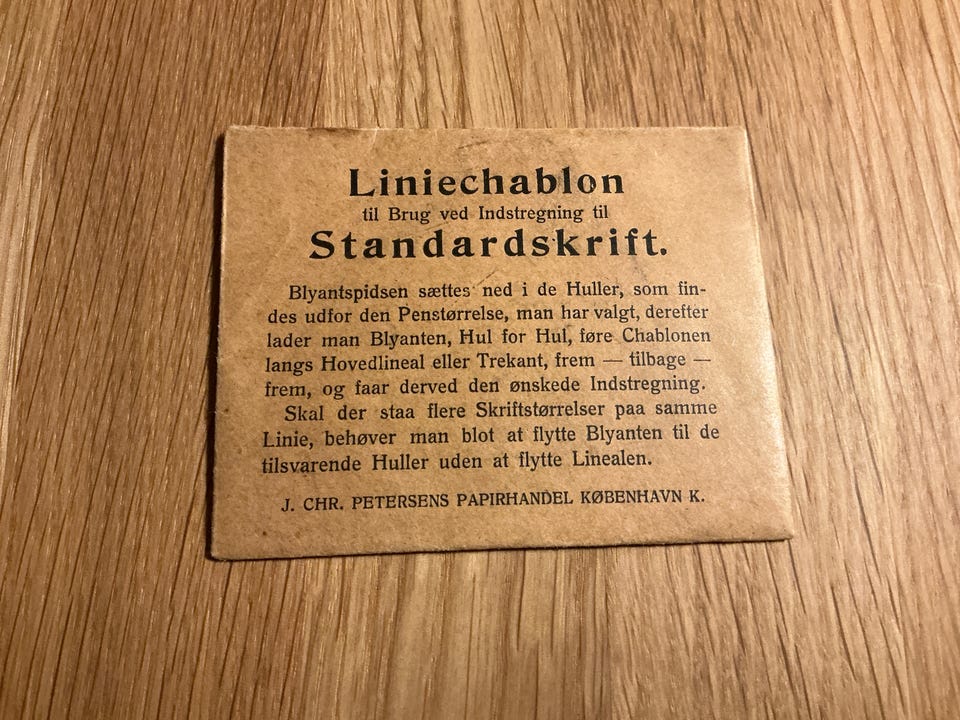 Liniechablon
til Brug ved Indstregning til
Standardskrift.
Blyantspidsen sættes ned i de Huller, som fin-
des udfor den Penstørrelse, man har valgt, derefter
lader man Blyanten, Hul for Hul, føre Chablonen
langs Hovedlineal eller Trekant, frem — tilbage —
frem, og faar derved den ønskede Indstregning.
Skal der staa flere Skriftstørrelser paa samme
Linie, behøver man blot at flytte Blyanten til de
tilsvarende Huller uden at flytte Linealen.
J. CHR. PETERSENS PAPIRHANDEL KØBENHAVN K.